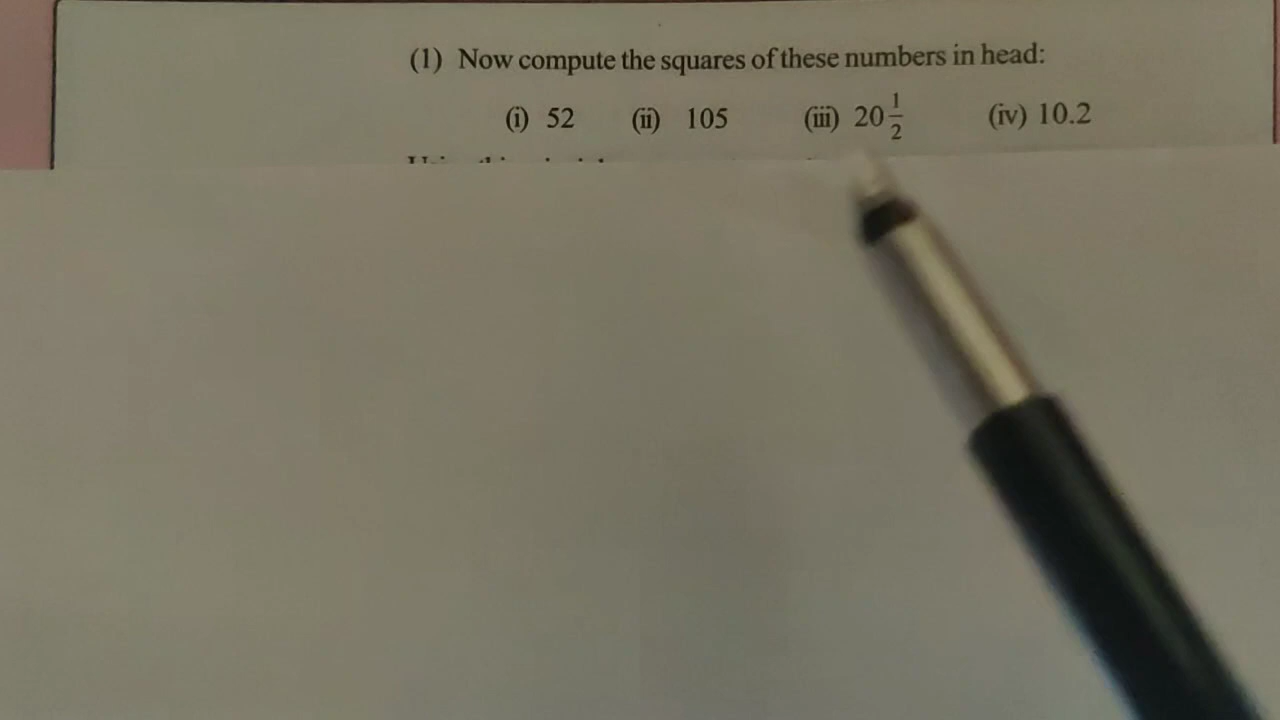 (1) Now compute the squares of these numbers in head:
(i) 52 (ii) 105 (iii) 20 1/2 (iv) 10.2